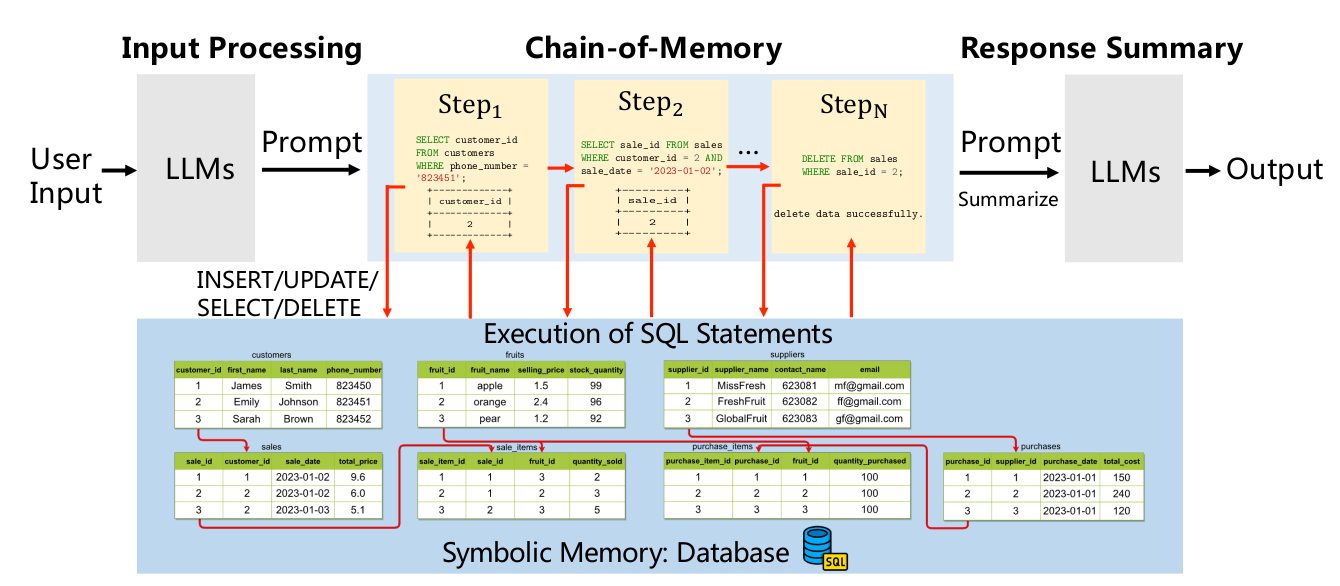 Input Processing
Chain-of-Memory
Response Summary
User
Input
LLMs
Prompt
Step1
SELECT customer_id
FROM customers
WHERE phone_number =
'823451';
+-----------+
| customer_id |
+-----------+
| 2 |
+-----------+
Step2
SELECT sale_id FROM sales
WHERE customer_id = 2 AND
sale_date = '2023-01-02';
+----------+
| sale_id |
+----------+
| 2 |
+----------+
...
StepN
DELETE FROM sales
WHERE sale_id = 2;
delete data successfully.
Prompt
Summarize
LLMs
Output
INSERT/UPDATE/
SELECT/DELETE
Execution of SQL Statements
customers
customer_id first_name last_name phone_number
1 James Smith 823450
2 Emily Johnson 823451
3 Sarah Brown 823452
fruits
fruit_id fruit_name selling_price stock_quantity
1 apple 1.5 99
2 orange 2.4 96
3 pear 1.2 92
suppliers
supplier_id supplier_name contact_name email
1 MissFresh 623081 mf@gmail.com
2 FreshFruit 623082 ff@gmail.com
3 GlobalFruit 623083 gf@gmail.com
sales
sale_id customer_id sale_date total_price
1 1 2023-01-02 9.6
2 2 2023-01-02 6.0
3 2 2023-01-03 5.1
sale_items
sale_item_id sale_id fruit_id quantity_sold
1 1 3 2
2 1 2 3
3 2 3 5
purchase_items
purchase_item_id purchase_id fruit_id quantity_purchased
1 1 1 100
2 2 2 100
3 3 3 100
purchases
purchase_id supplier_id purchase_date total_cost
1 1 2023-01-01 150
2 2 2023-01-01 240
3 3 2023-01-01 120
Symbolic Memory: Database
SQL